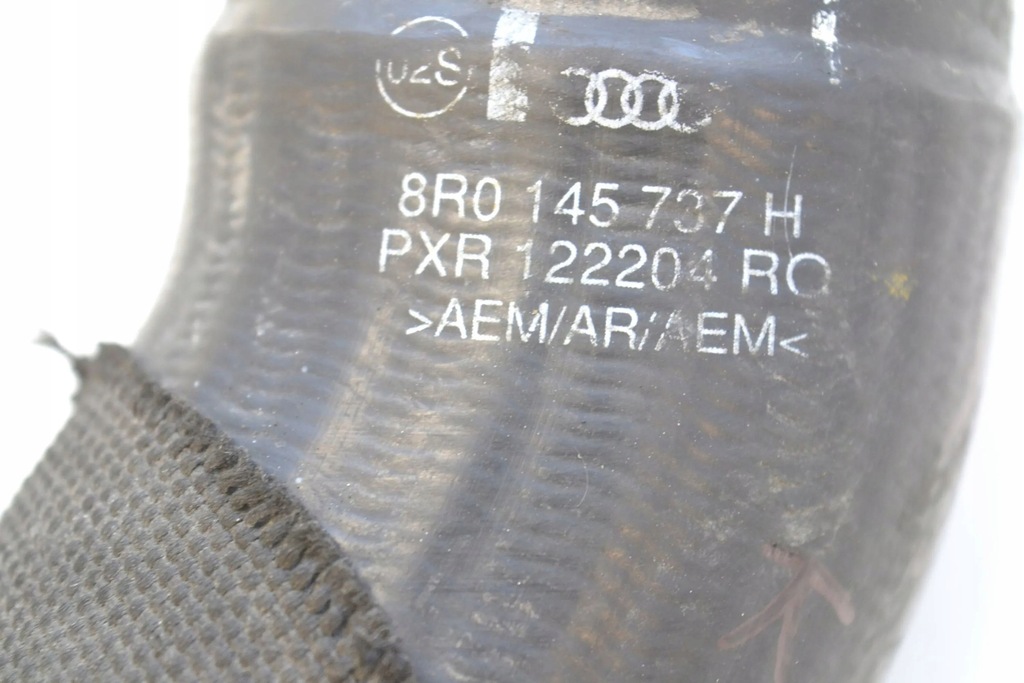 02S
8R0 145 737 H
PXR 122204 RO
>AEM/AR/AEM<